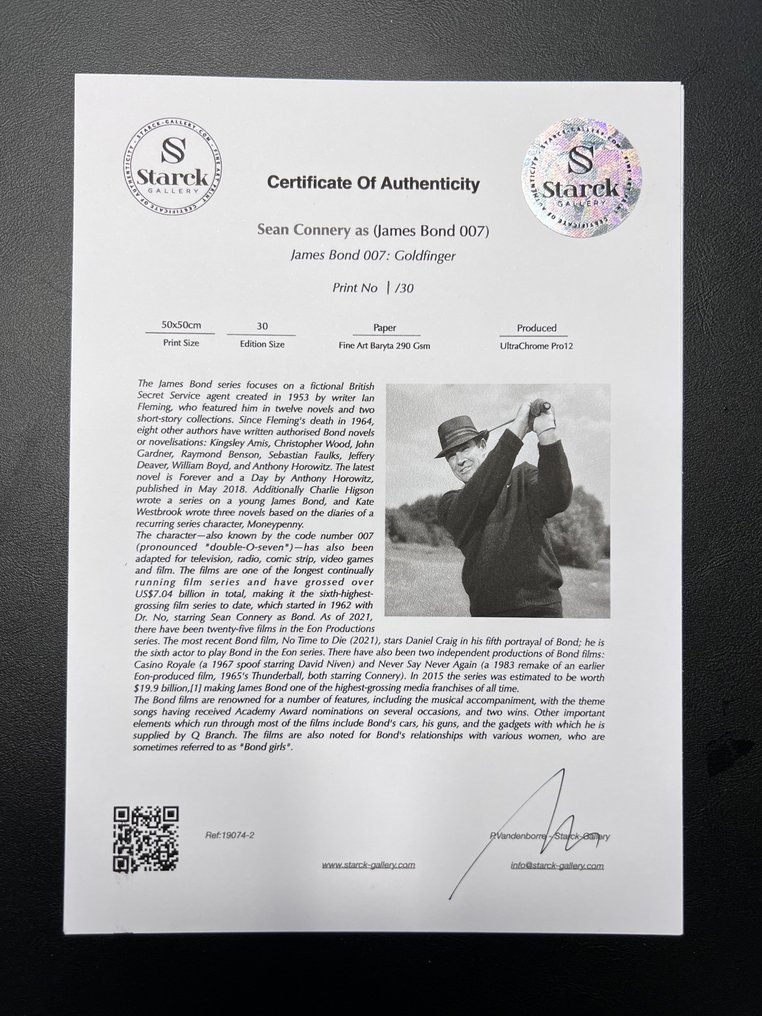 CERTIFICATE OF AUTHENTICITY · STARCK-GALLERY.COM · FINE ART PRINT
S
Starck
GALLERY
CERTIFICATE OF AUTHENTICITY · STARCK-GALLERY.COM · FINE ART PRINT
S
Starck
GALLERY
Certificate Of Authenticity
Sean Connery as (James Bond 007)
James Bond 007: Goldfinger
Print No | /30
50x50cm 30 Paper Produced
Print Size Edition Size Fine Art Baryta 290 Gsm UltraChrome Pro12
The James Bond series focuses on a fictional British
Secret Service agent created in 1953 by writer Ian
Fleming, who featured him in twelve novels and two
short-story collections. Since Fleming's death in 1964,
eight other authors have written authorised Bond novels
or novelisations: Kingsley Amis, Christopher Wood, John
Gardner, Raymond Benson, Sebastian Faulks, Jeffery
Deaver, William Boyd, and Anthony Horowitz. The latest
novel is Forever and a Day by Anthony Horowitz,
published in May 2018. Additionally Charlie Higson
wrote a series on a young James Bond, and Kate
Westbrook wrote three novels based on the diaries of a
recurring series character, Moneypenny.
The character—also known by the code number 007
(pronounced "double-O-seven")—has also been
adapted for television, radio, comic strip, video games
and film. The films are one of the longest continually
running film series and have grossed over
US$7.04 billion in total, making it the sixth-highest-
grossing film series to date, which started in 1962 with
Dr. No, starring Sean Connery as Bond. As of 2021,
there have been twenty-five films in the Eon Productions
series. The most recent Bond film, No Time to Die (2021), stars Daniel Craig in his fifth portrayal of Bond; he is
the sixth actor to play Bond in the Eon series. There have also been two independent productions of Bond films:
Casino Royale (a 1967 spoof starring David Niven) and Never Say Never Again (a 1983 remake of an earlier
Eon-produced film, 1965's Thunderball, both starring Connery). In 2015 the series was estimated to be worth
$19.9 billion,[1] making James Bond one of the highest-grossing media franchises of all time.
The Bond films are renowned for a number of features, including the musical accompaniment, with the theme
songs having received Academy Award nominations on several occasions, and two wins. Other important
elements which run through most of the films include Bond's cars, his guns, and the gadgets with which he is
supplied by Q Branch. The films are also noted for Bond's relationships with various women, who are
sometimes referred to as "Bond girls".
Ref:19074-2
P.Vandenborre - Starck-Gallery
www.starck-gallery.com
info@starck-gallery.com